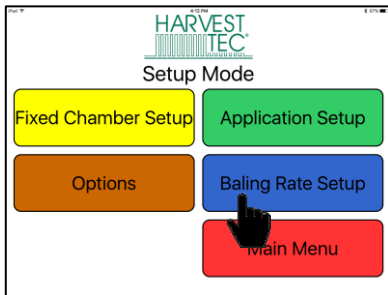 iPad
4:12 PM
67%
HARVEST
TEC
Setup Mode
Fixed Chamber Setup
Application Setup
Options
Baling Rate Setup
Main Menu